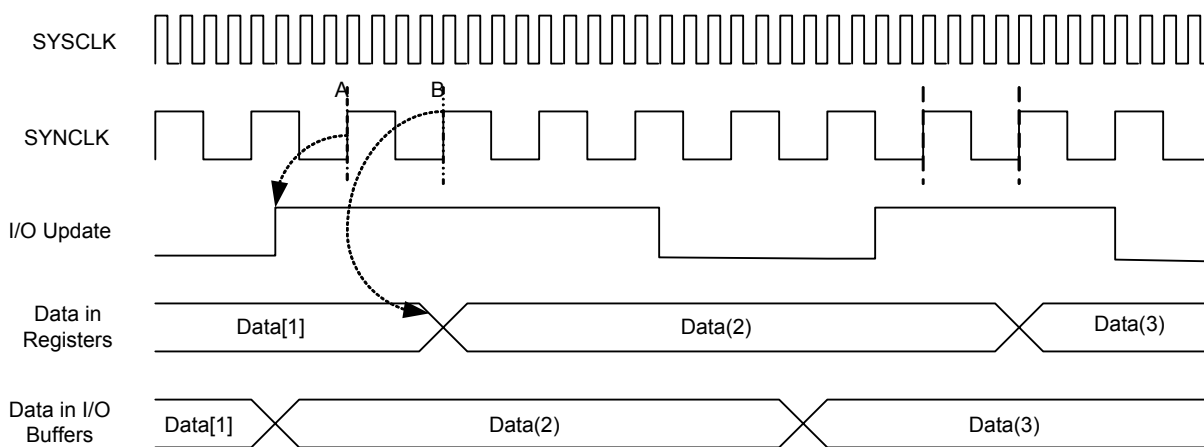 SYSCLK
A
B
SYNCLK
I/O Update
Data in
Registers
Data[1]
Data(2)
Data(3)
Data in I/O
Buffers
Data[1]
Data(2)
Data(3)